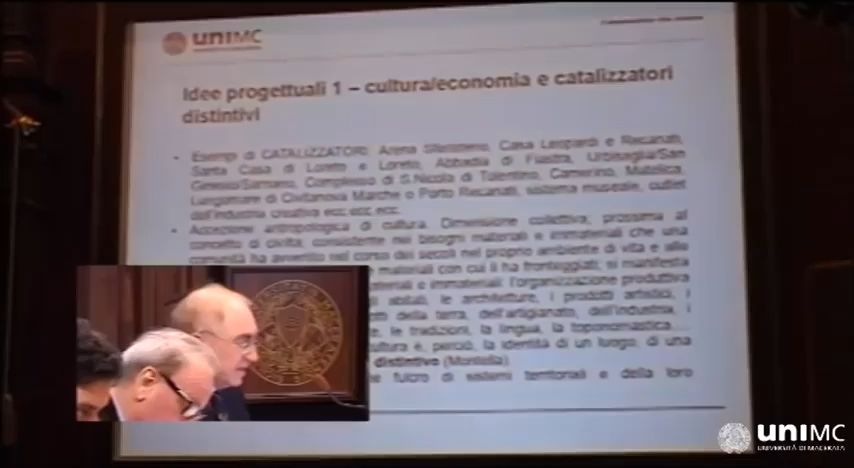 uniMC
Idee progettuali 1 – cultura/economia e catalizzatori
distintivi
• Esempi di CATALIZZATORI: Arena Sferisterio, Casa Leopardi e Recanati,
Santa Casa di Loreto e Loreto, Abbadia di Fiastra, Urbisaglia/San
Ginesio/Sarnano, Complesso di S.Nicola di Tolentino, Camerino, Matelica,
Lungomare di Civitanova Marche o Porto Recanati, sistema museale, outlet
dell'industria creativa ecc ecc ecc.
• Accezione antropologica di cultura. Dimensione collettiva, prossima al
concetto di civiltà, consistente nei bisogni materiali e immateriali che una
comunità ha avvertito nel corso dei secoli nel proprio ambiente di vita e allo
materiali con cui li ha fronteggiati, si manifesta
materiali e immateriali: l'organizzazione produttiva
abitati, le architetture, i prodotti artistici, i
della terra, dell'artigianato, dell'industria, i
le tradizioni, la lingua, la toponomastica....
cultura è, perciò, la identità di un luogo, di una
distintivo (Montella).
fulcro di sistemi territoriali e della loro
uniMC
UNIVERSITÀ DI MACERATA